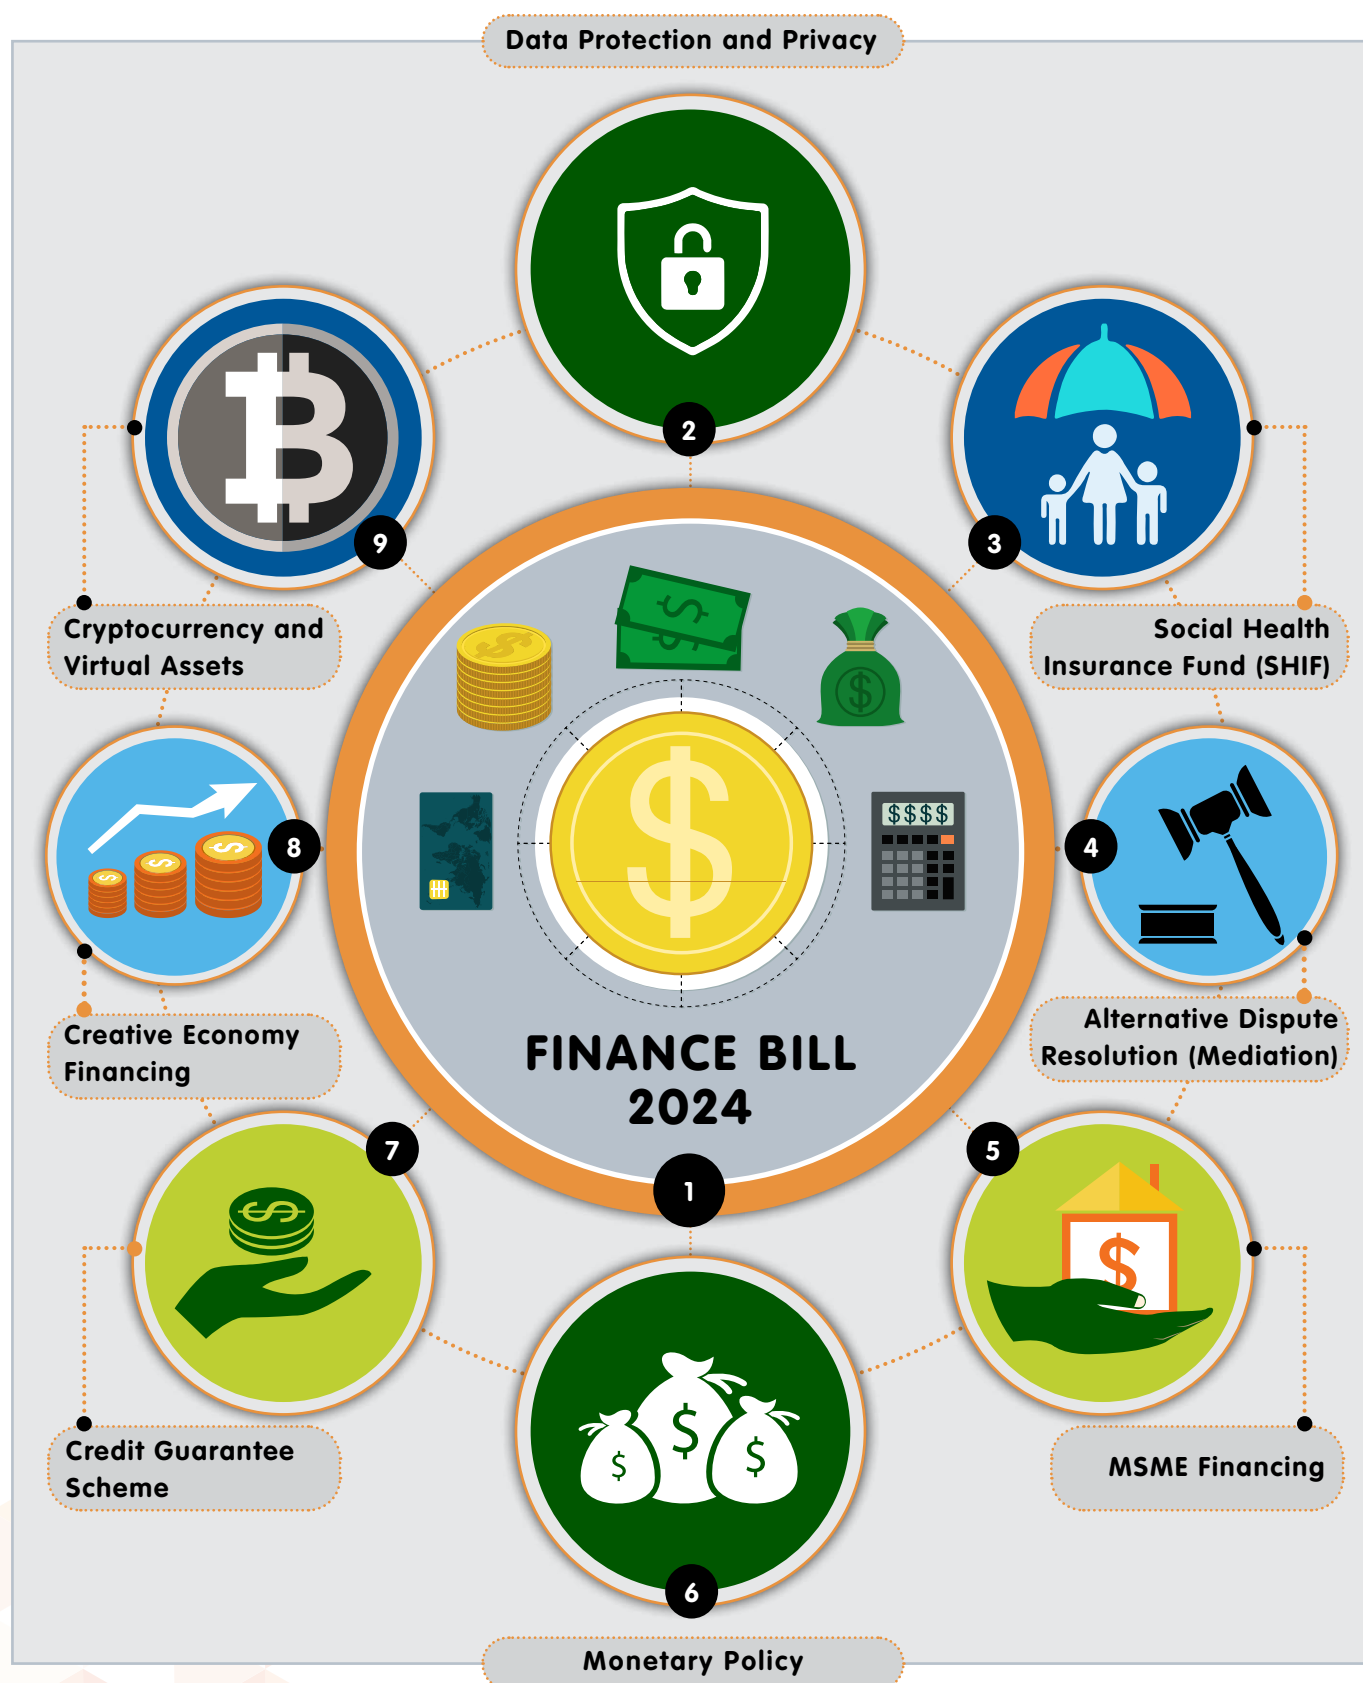 Data Protection and Privacy
2
9
3
Cryptocurrency and
Virtual Assets
Social Health
Insurance Fund (SHIF)
$
$
$$$$
$
8
4
Creative Economy
Financing
Alternative Dispute
Resolution (Mediation)
FINANCE BILL
2024
7
5
1
$
$
$
$
Credit Guarantee
Scheme
MSME Financing
6
Monetary Policy